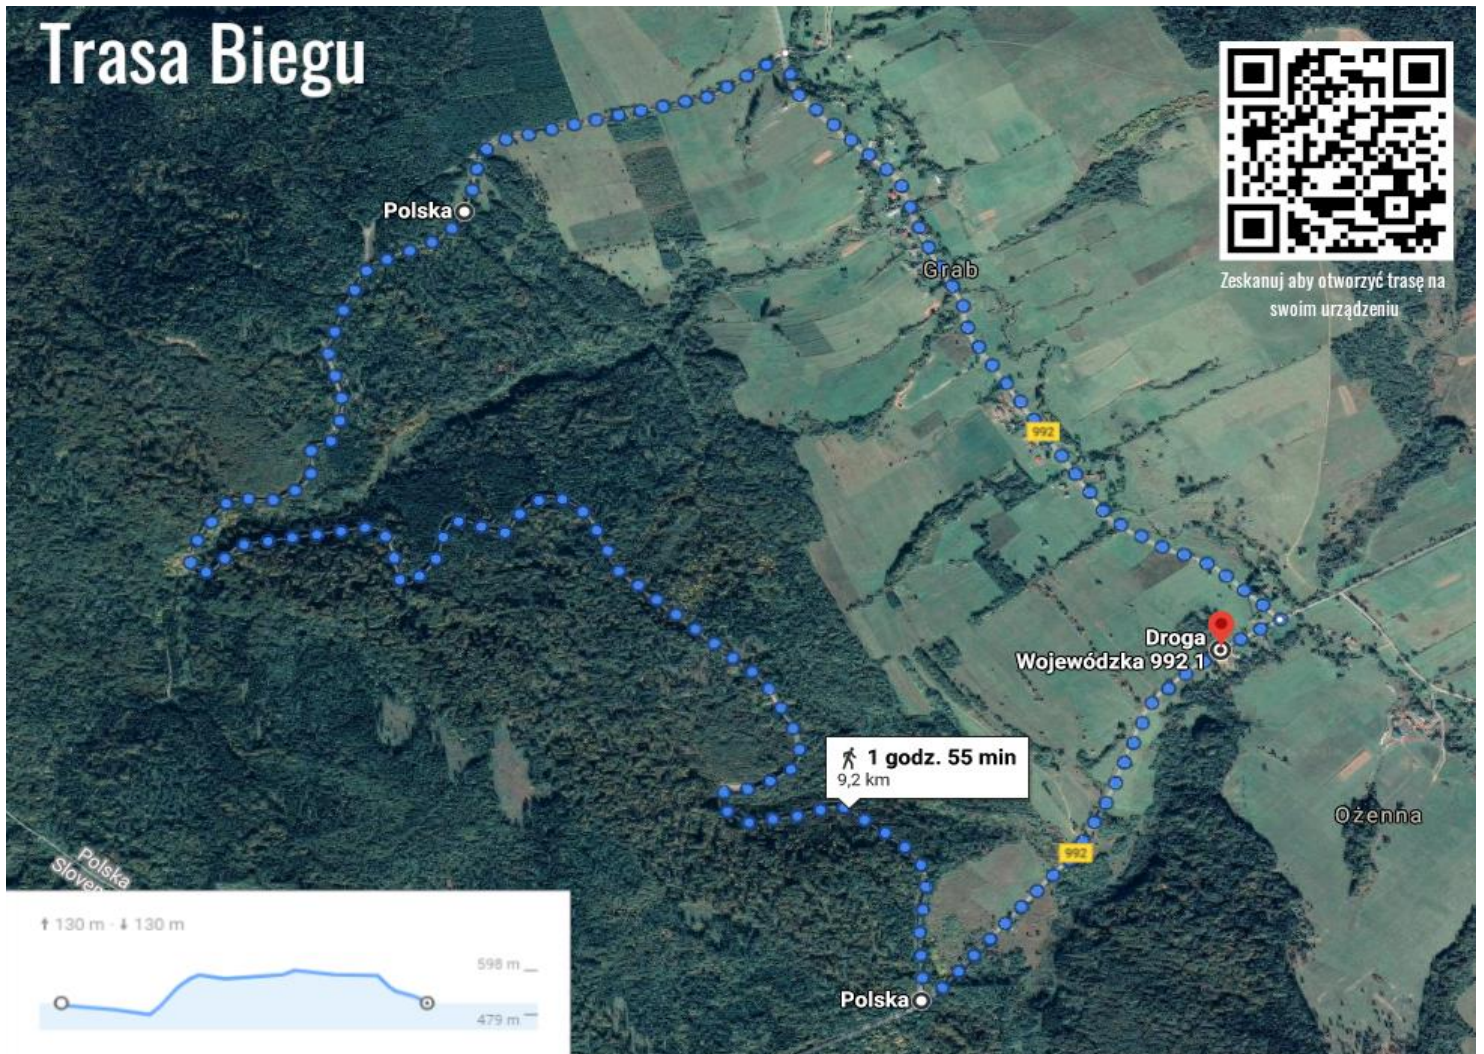 Trasa Biegu
Zeskanuj aby otworzyć trasę na
swoim urządzeniu
Polska
Grab
992
Droga
Wojewódzka 992 1
1 godz. 55 min
9,2 km
Ożenna
992
Polska
Polska
130 m · 130 m
598 m
479 m